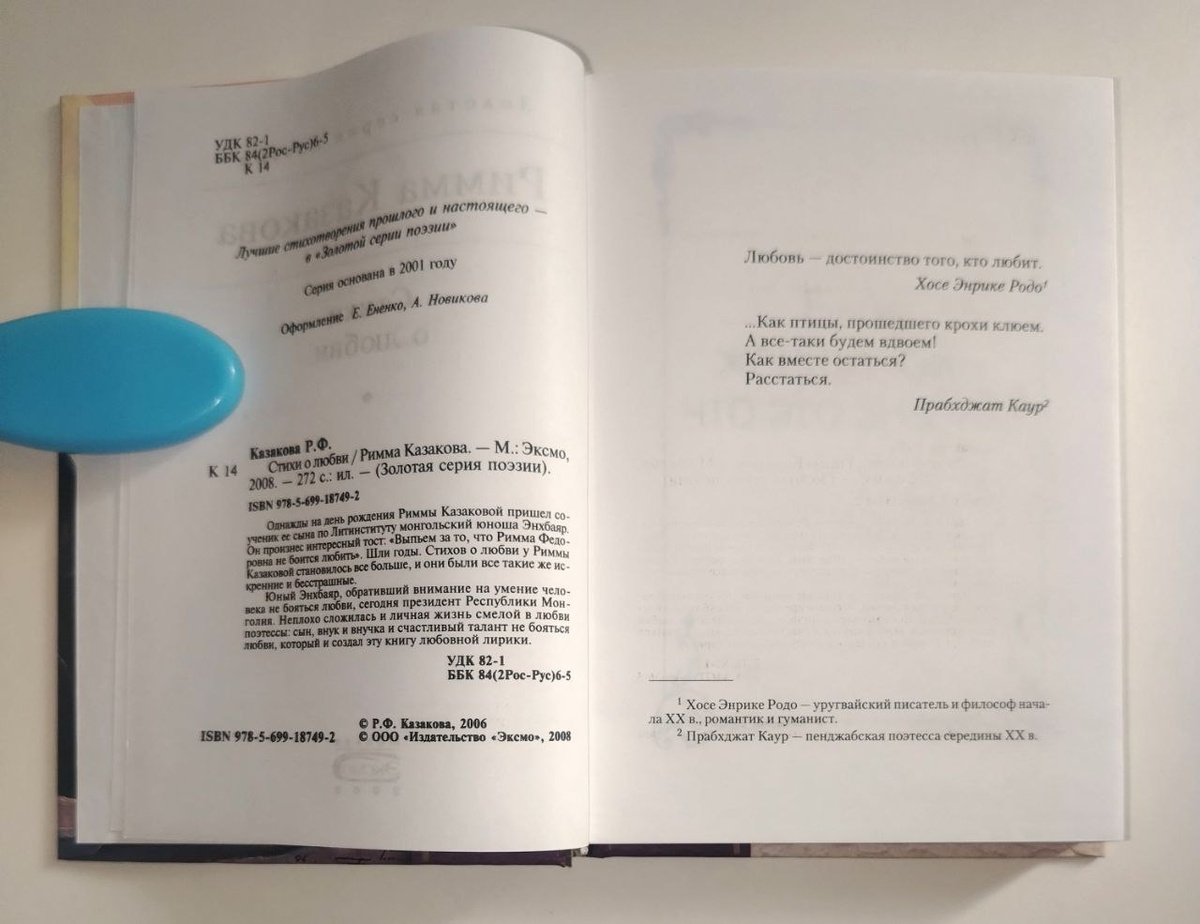 УДК 82-1
ББК 84(2Рос-Рус)6-5
К 14
Лучшие стихотворения прошлого и настоящего —
в «Золотой серии поэзии»
Серия основана в 2001 году
Оформление Е. Ененко, А. Новикова
Казакова Р.Ф.
К 14 Стихи о любви / Римма Казакова. — М.: Эксмо,
2008. — 272 с.: ил. — (Золотая серия поэзии).
ISBN 978-5-699-18749-2
Однажды на день рождения Риммы Казаковой пришел со-
ученик ее сына по Литинституту монгольский юноша Энхбаяр.
Он произнес интересный тост: «Выпьем за то, что Римма Федо-
ровна не боится любить». Шли годы. Стихов о любви у Риммы
Казаковой становилось все больше, и они были все такие же ис-
кренние и бесстрашные.
Юный Энхбаяр, обративший внимание на умение чело-
века не бояться любви, сегодня президент Республики Мон-
голия. Неплохо сложилась и личная жизнь смелой в любви
поэтессы: сын, внук и внучка и счастливый талант не бояться
любви, который и создал эту книгу любовной лирики.
УДК 82-1
ББК 84(2Рос-Рус)6-5
© Р.Ф. Казакова, 2006
ISBN 978-5-699-18749-2 © ООО «Издательство «Эксмо», 2008
Любовь — достоинство того, кто любит.
Хосе Энрике Родо¹
...Как птицы, прошедшего крохи клюем.
А все-таки будем вдвоем!
Как вместе остаться?
Расстаться.
Прабхджат Каур²
¹ Хосе Энрике Родо — уругвайский писатель и философ нача-
ла XX в., романтик и гуманист.
² Прабхджат Каур — пенджабская поэтесса середины XX в.